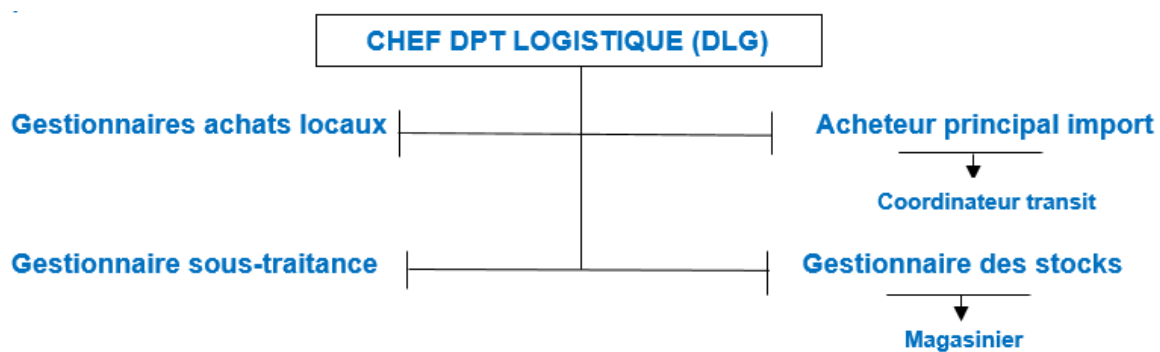 CHEF DPT LOGISTIQUE (DLG)
Gestionnaires achats locaux
Acheteur principal import
Coordinateur transit
Gestionnaire sous-traitance
Gestionnaire des stocks
Magasinier